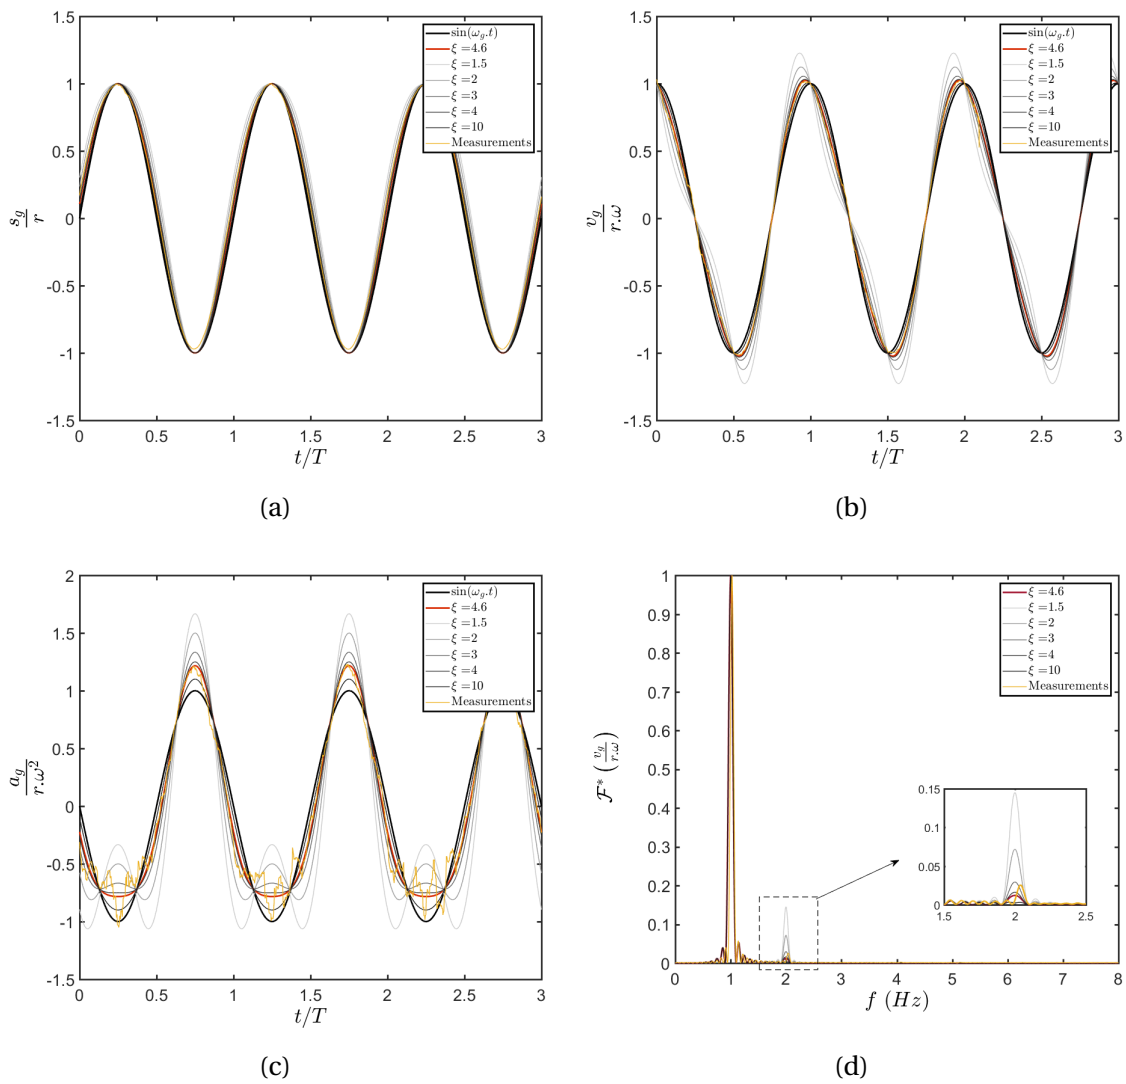 1.5
1
0.5
0
-0.5
-1
-1.5
0 0.5 1 1.5 2 2.5 3
s_g/r
t/T
sin(ω_g.t)
ξ =4.6
ξ =1.5
ξ =2
ξ =3
ξ =4
ξ =10
Measurements
(a)
1.5
1
0.5
0
-0.5
-1
-1.5
0 0.5 1 1.5 2 2.5 3
v_g/r.ω
t/T
sin(ω_g.t)
ξ =4.6
ξ =1.5
ξ =2
ξ =3
ξ =4
ξ =10
Measurements
(b)
2
1.5
1
0.5
0
-0.5
-1
-1.5
0 0.5 1 1.5 2 2.5 3
a_g/r.ω²
t/T
sin(ω_g.t)
ξ =4.6
ξ =1.5
ξ =2
ξ =3
ξ =4
ξ =10
Measurements
(c)
1
0.9
0.8
0.7
0.6
0.5
0.4
0.3
0.2
0.1
0
0 1 2 3 4 5 6 7 8
ℱ* (v_g/r.ω)
f (Hz)
ξ =4.6
ξ =1.5
ξ =2
ξ =3
ξ =4
ξ =10
Measurements
0.15
0.1
0.05
0
1.5 2 2.5
(d)